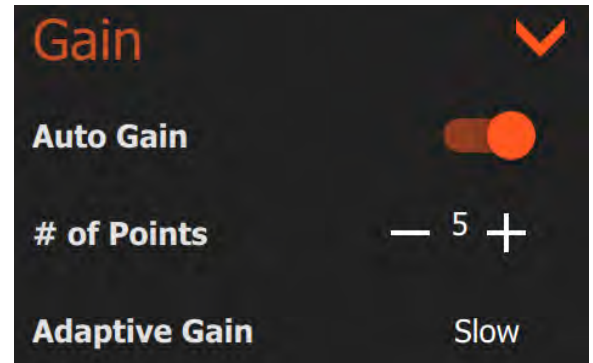 Gain
Auto Gain
# of Points — 5 +
Adaptive Gain Slow